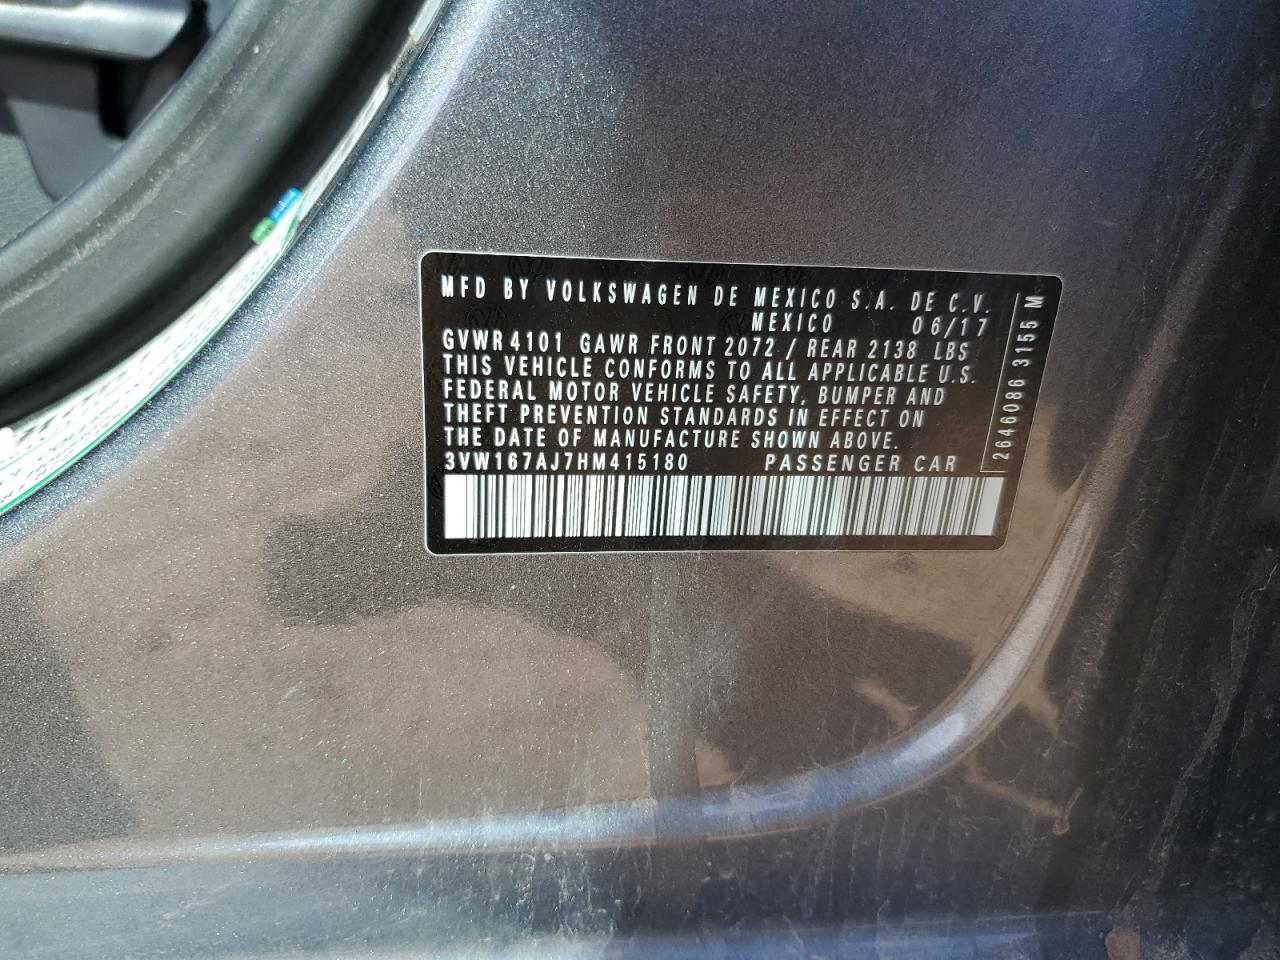 MFD BY VOLKSWAGEN DE MEXICO S.A. DE C.V.
MEXICO 06/17
GVWR 4101 GAWR FRONT 2072 / REAR 2138 LBS
THIS VEHICLE CONFORMS TO ALL APPLICABLE U.S.
FEDERAL MOTOR VEHICLE SAFETY, BUMPER AND
THEFT PREVENTION STANDARDS IN EFFECT ON
THE DATE OF MANUFACTURE SHOWN ABOVE.
3VW167AJ7HM415180 PASSENGER CAR
2646086 3155 M